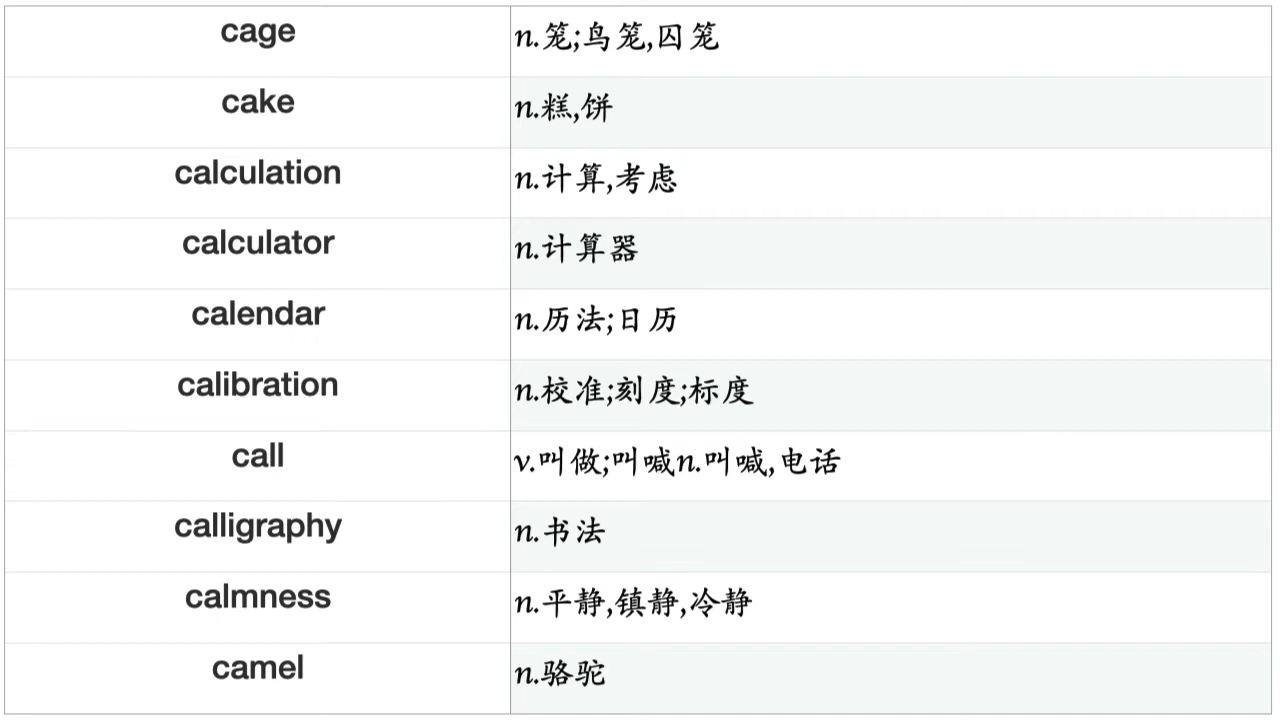 cage n.笼;鸟笼,囚笼
cake n.糕,饼
calculation n.计算,考虑
calculator n.计算器
calendar n.历法;日历
calibration n.校准;刻度;标度
call v.叫做;叫喊n.叫喊,电话
calligraphy n.书法
calmness n.平静,镇静,冷静
camel n.骆驼